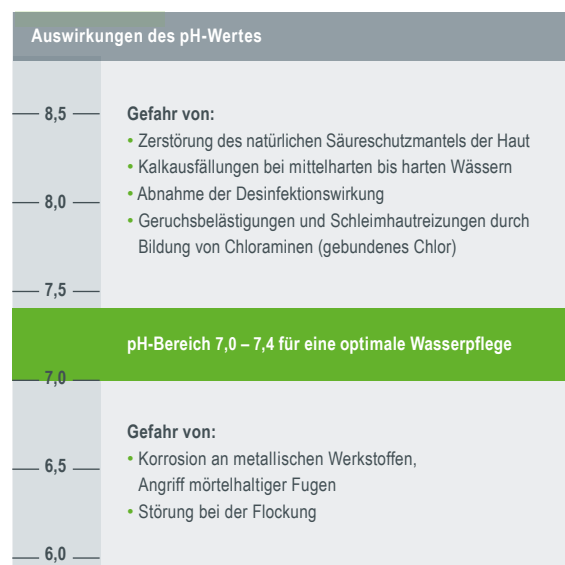 Auswirkungen des pH-Wertes
8,5
Gefahr von:
• Zerstörung des natürlichen Säureschutzmantels der Haut
• Kalkausfällungen bei mittelharten bis harten Wässern
8,0
• Abnahme der Desinfektionswirkung
• Geruchsbelästigungen und Schleimhautreizungen durch
Bildung von Chloraminen (gebundenes Chlor)
7,5
pH-Bereich 7,0 – 7,4 für eine optimale Wasserpflege
7,0
Gefahr von:
6,5
• Korrosion an metallischen Werkstoffen,
Angriff mörtelhaltiger Fugen
• Störung bei der Flockung
6,0